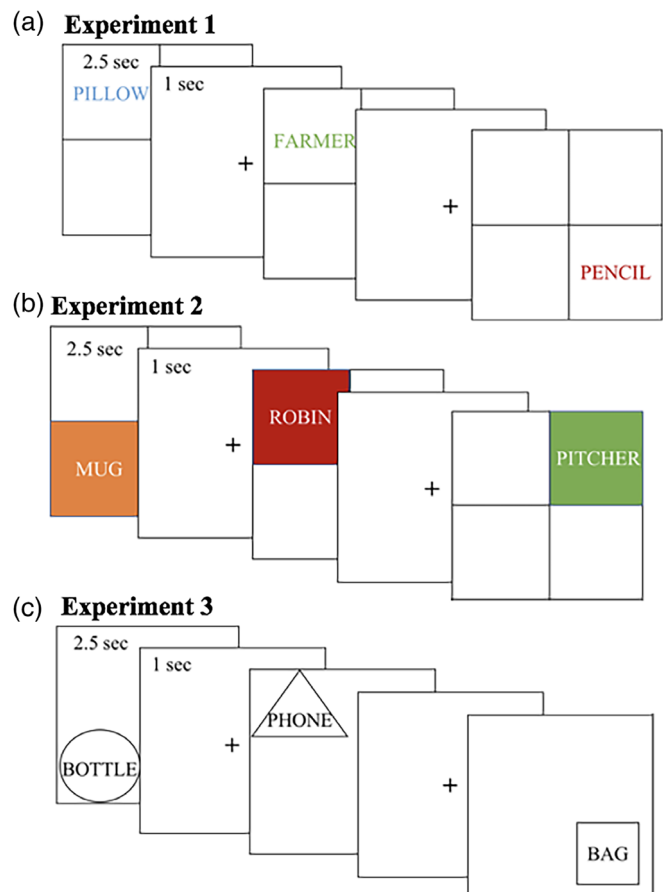 (a) Experiment 1
2.5 sec
PILLOW
1 sec
+
FARMER
+
PENCIL
(b) Experiment 2
2.5 sec
MUG
1 sec
+
ROBIN
+
PITCHER
(c) Experiment 3
2.5 sec
BOTTLE
1 sec
+
PHONE
+
BAG